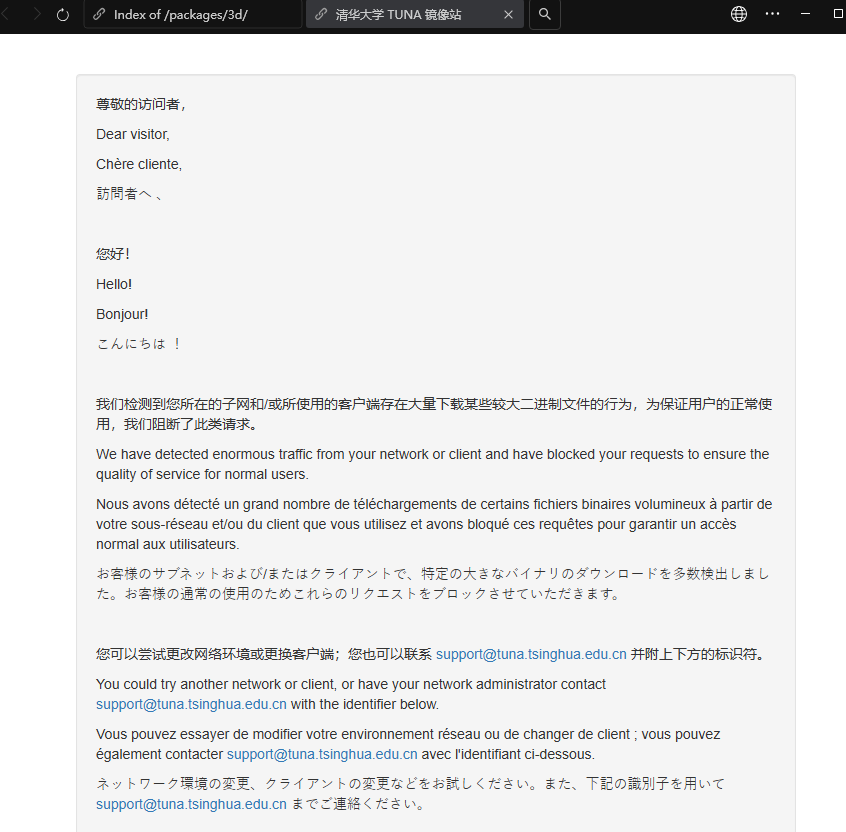 Index of /packages/3d/
清华大学 TUNA 镜像站
尊敬的访问者，
Dear visitor,
Chère cliente,
訪問者へ 、
您好！
Hello!
Bonjour!
こんにちは ！
我们检测到您所在的子网和/或所使用的客户端存在大量下载某些较大二进制文件的行为，为保证用户的正常使
用，我们阻断了此类请求。
We have detected enormous traffic from your network or client and have blocked your requests to ensure the
quality of service for normal users.
Nous avons détecté un grand nombre de téléchargements de certains fichiers binaires volumineux à partir de
votre sous-réseau et/ou du client que vous utilisez et avons bloqué ces requêtes pour garantir un accès
normal aux utilisateurs.
お客様のサブネットおよび/またはクライアントで、特定の大きなバイナリのダウンロードを多数検出しまし
た。お客様の通常の使用のためこれらのリクエストをブロックさせていただきます。
您可以尝试更改网络环境或更换客户端；您也可以联系 support@tuna.tsinghua.edu.cn 并附上下方的标识符。
You could try another network or client, or have your network administrator contact
support@tuna.tsinghua.edu.cn with the identifier below.
Vous pouvez essayer de modifier votre environnement réseau ou de changer de client ; vous pouvez
également contacter support@tuna.tsinghua.edu.cn avec l'identifiant ci-dessous.
ネットワーク環境の変更、クライアントの変更などをお試しください。また、下記の識別子を用いて
support@tuna.tsinghua.edu.cn までご連絡ください。